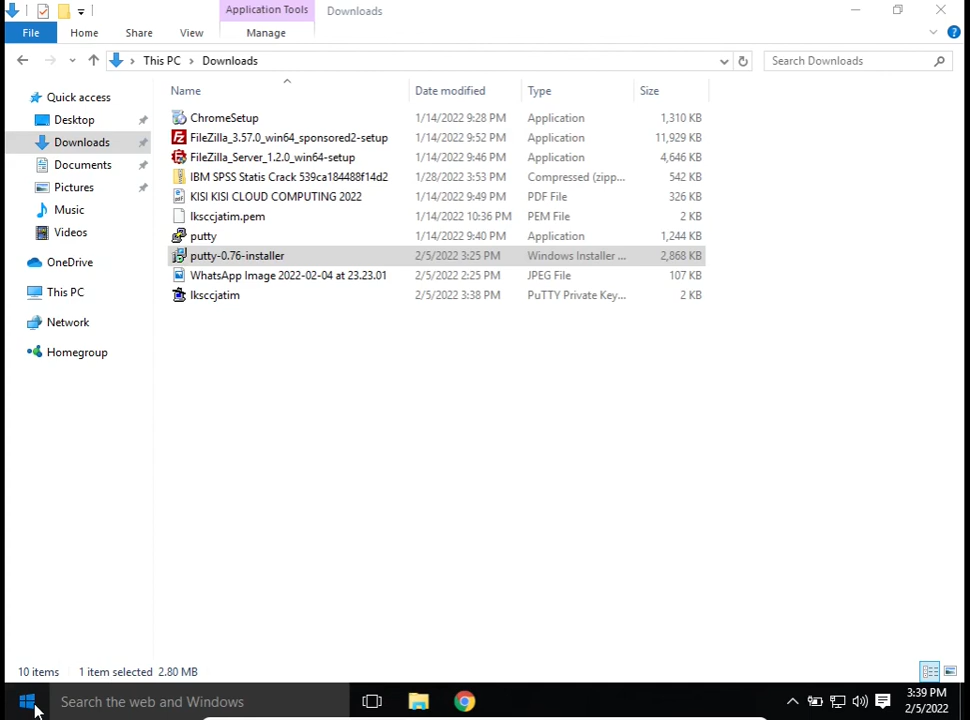 Application Tools
Downloads
File
Home
Share
View
Manage
This PC
Downloads
Search Downloads
Name
Date modified
Type
Size
Quick access
Desktop
Downloads
Documents
Pictures
Music
Videos
OneDrive
This PC
Network
Homegroup
ChromeSetup 1/14/2022 9:28 PM Application 1,310 KB
FileZilla_3.57.0_win64_sponsored2-setup 1/14/2022 9:52 PM Application 11,929 KB
FileZilla_Server_1.2.0_win64-setup 1/14/2022 9:46 PM Application 4,646 KB
IBM SPSS Statis Crack 539ca184488f14d2 1/28/2022 3:53 PM Compressed (zipp... 542 KB
KISI KISI CLOUD COMPUTING 2022 1/14/2022 9:49 PM PDF File 326 KB
lksccjatim.pem 1/14/2022 10:36 PM PEM File 2 KB
putty 1/14/2022 9:40 PM Application 1,244 KB
putty-0.76-installer 2/5/2022 3:25 PM Windows Installer ... 2,868 KB
WhatsApp Image 2022-02-04 at 23.23.01 2/5/2022 2:25 PM JPEG File 107 KB
lksccjatim 2/5/2022 3:38 PM PuTTY Private Key... 2 KB
10 items 1 item selected 2.80 MB
Search the web and Windows
3:39 PM
2/5/2022